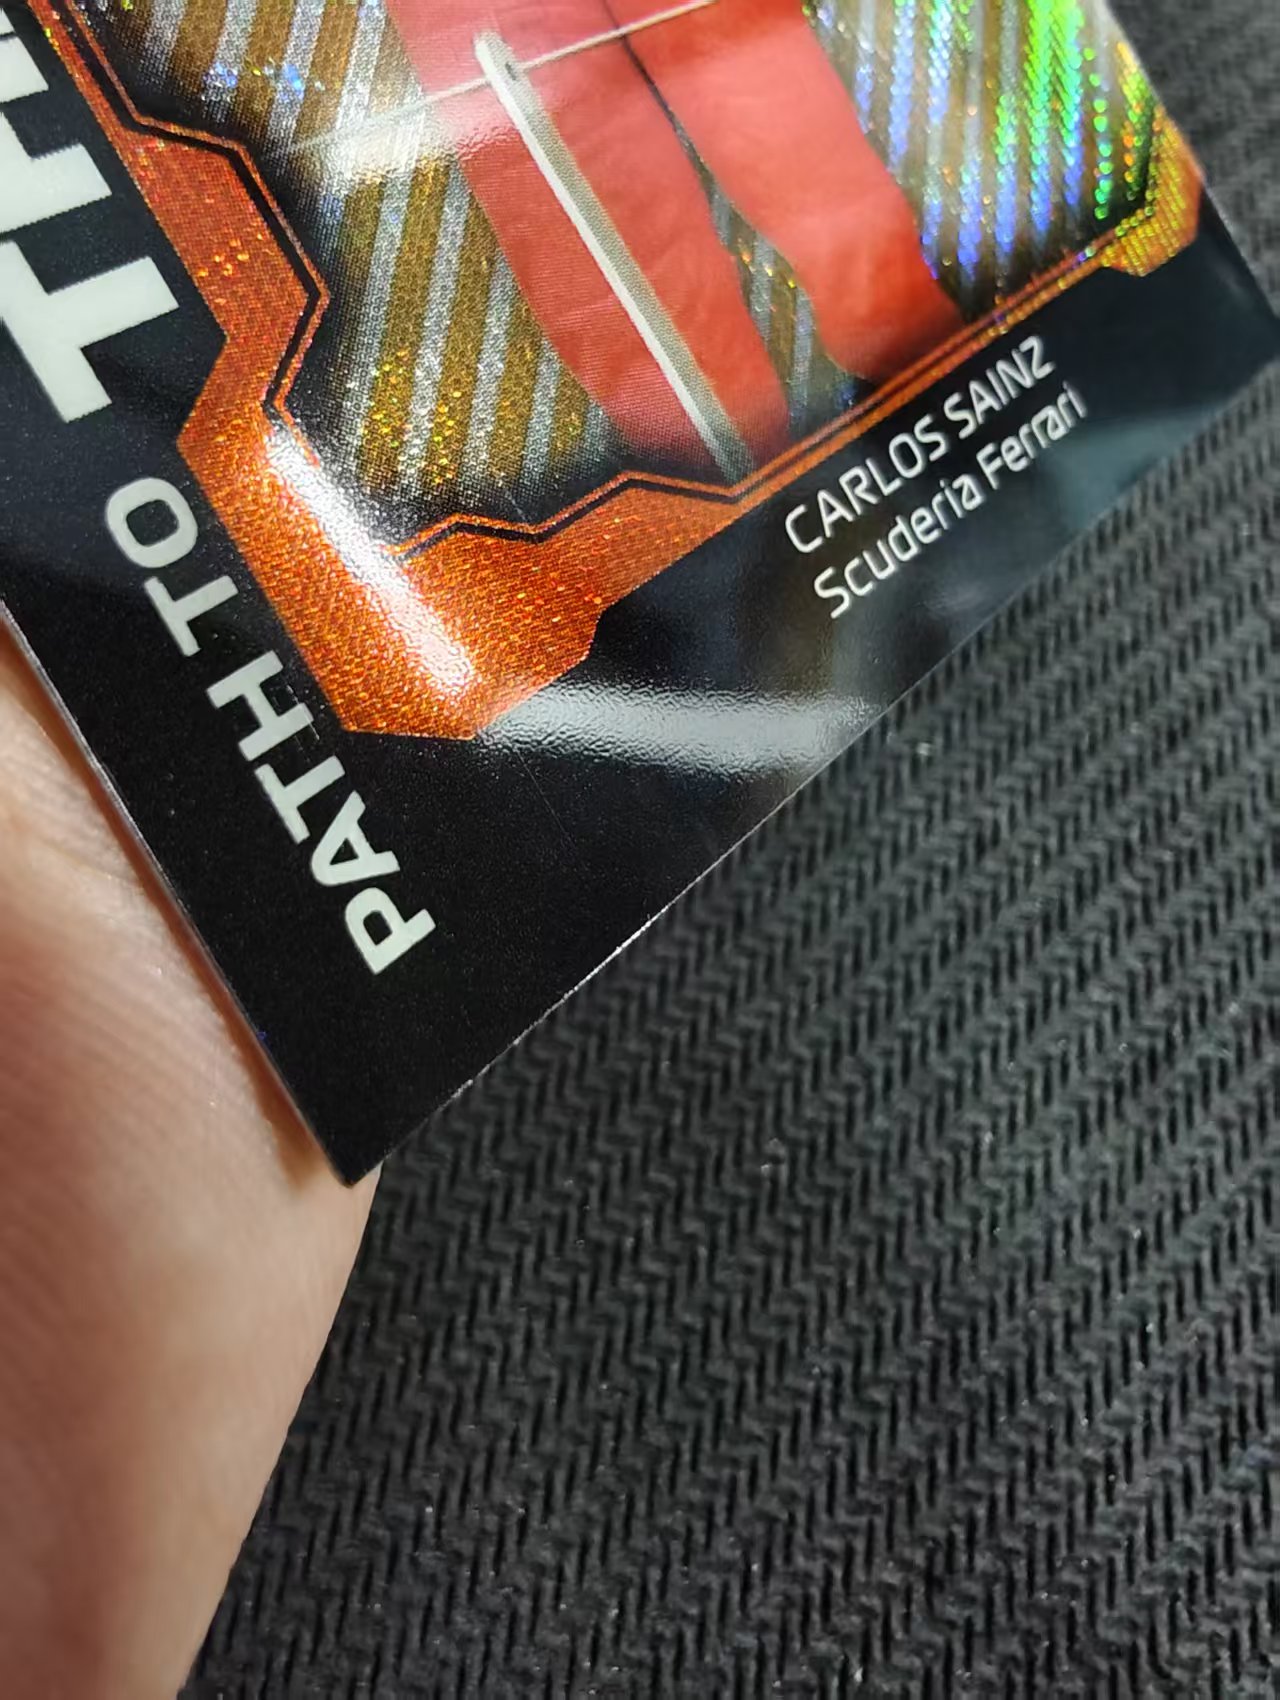 PATH TO
CARLOS SAINZ
Scuderia Ferrari